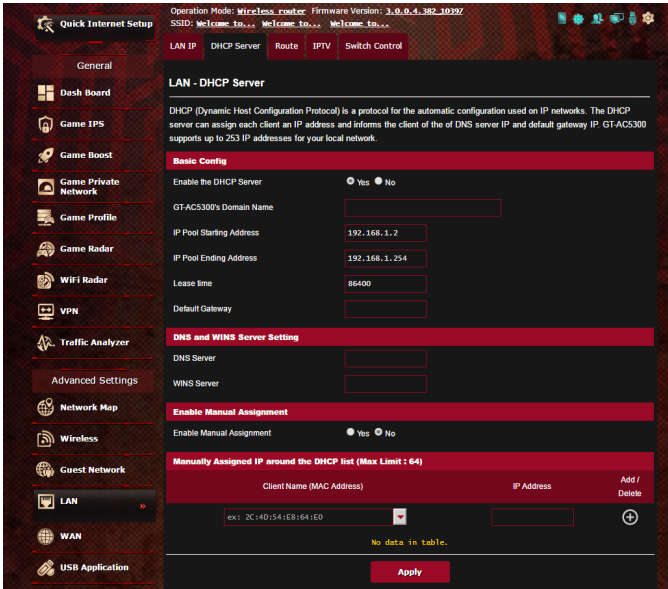 Quick Internet Setup
Operation Mode: Wireless router Firmware Version: 3.0.0.4.382_10397
SSID: Welcome to... Welcome to... Welcome to...
LAN IP DHCP Server Route IPTV Switch Control
General
Dash Board
Game IPS
Game Boost
Game Private
Network
Game Profile
Game Radar
WiFi Radar
VPN
Traffic Analyzer
Advanced Settings
Network Map
Wireless
Guest Network
LAN »
WAN
USB Application
LAN - DHCP Server
DHCP (Dynamic Host Configuration Protocol) is a protocol for the automatic configuration used on IP networks. The DHCP
server can assign each client an IP address and informs the client of the of DNS server IP and default gateway IP. GT-AC5300
supports up to 253 IP addresses for your local network.
Basic Config
Enable the DHCP Server Yes No
GT-AC5300's Domain Name
IP Pool Starting Address 192.168.1.2
IP Pool Ending Address 192.168.1.254
Lease time 86400
Default Gateway
DNS and WINS Server Setting
DNS Server
WINS Server
Enable Manual Assignment
Enable Manual Assignment Yes No
Manually Assigned IP around the DHCP list (Max Limit : 64)
Client Name (MAC Address) IP Address Add / Delete
ex: 2C:4D:54:E8:64:E0
No data in table.
Apply